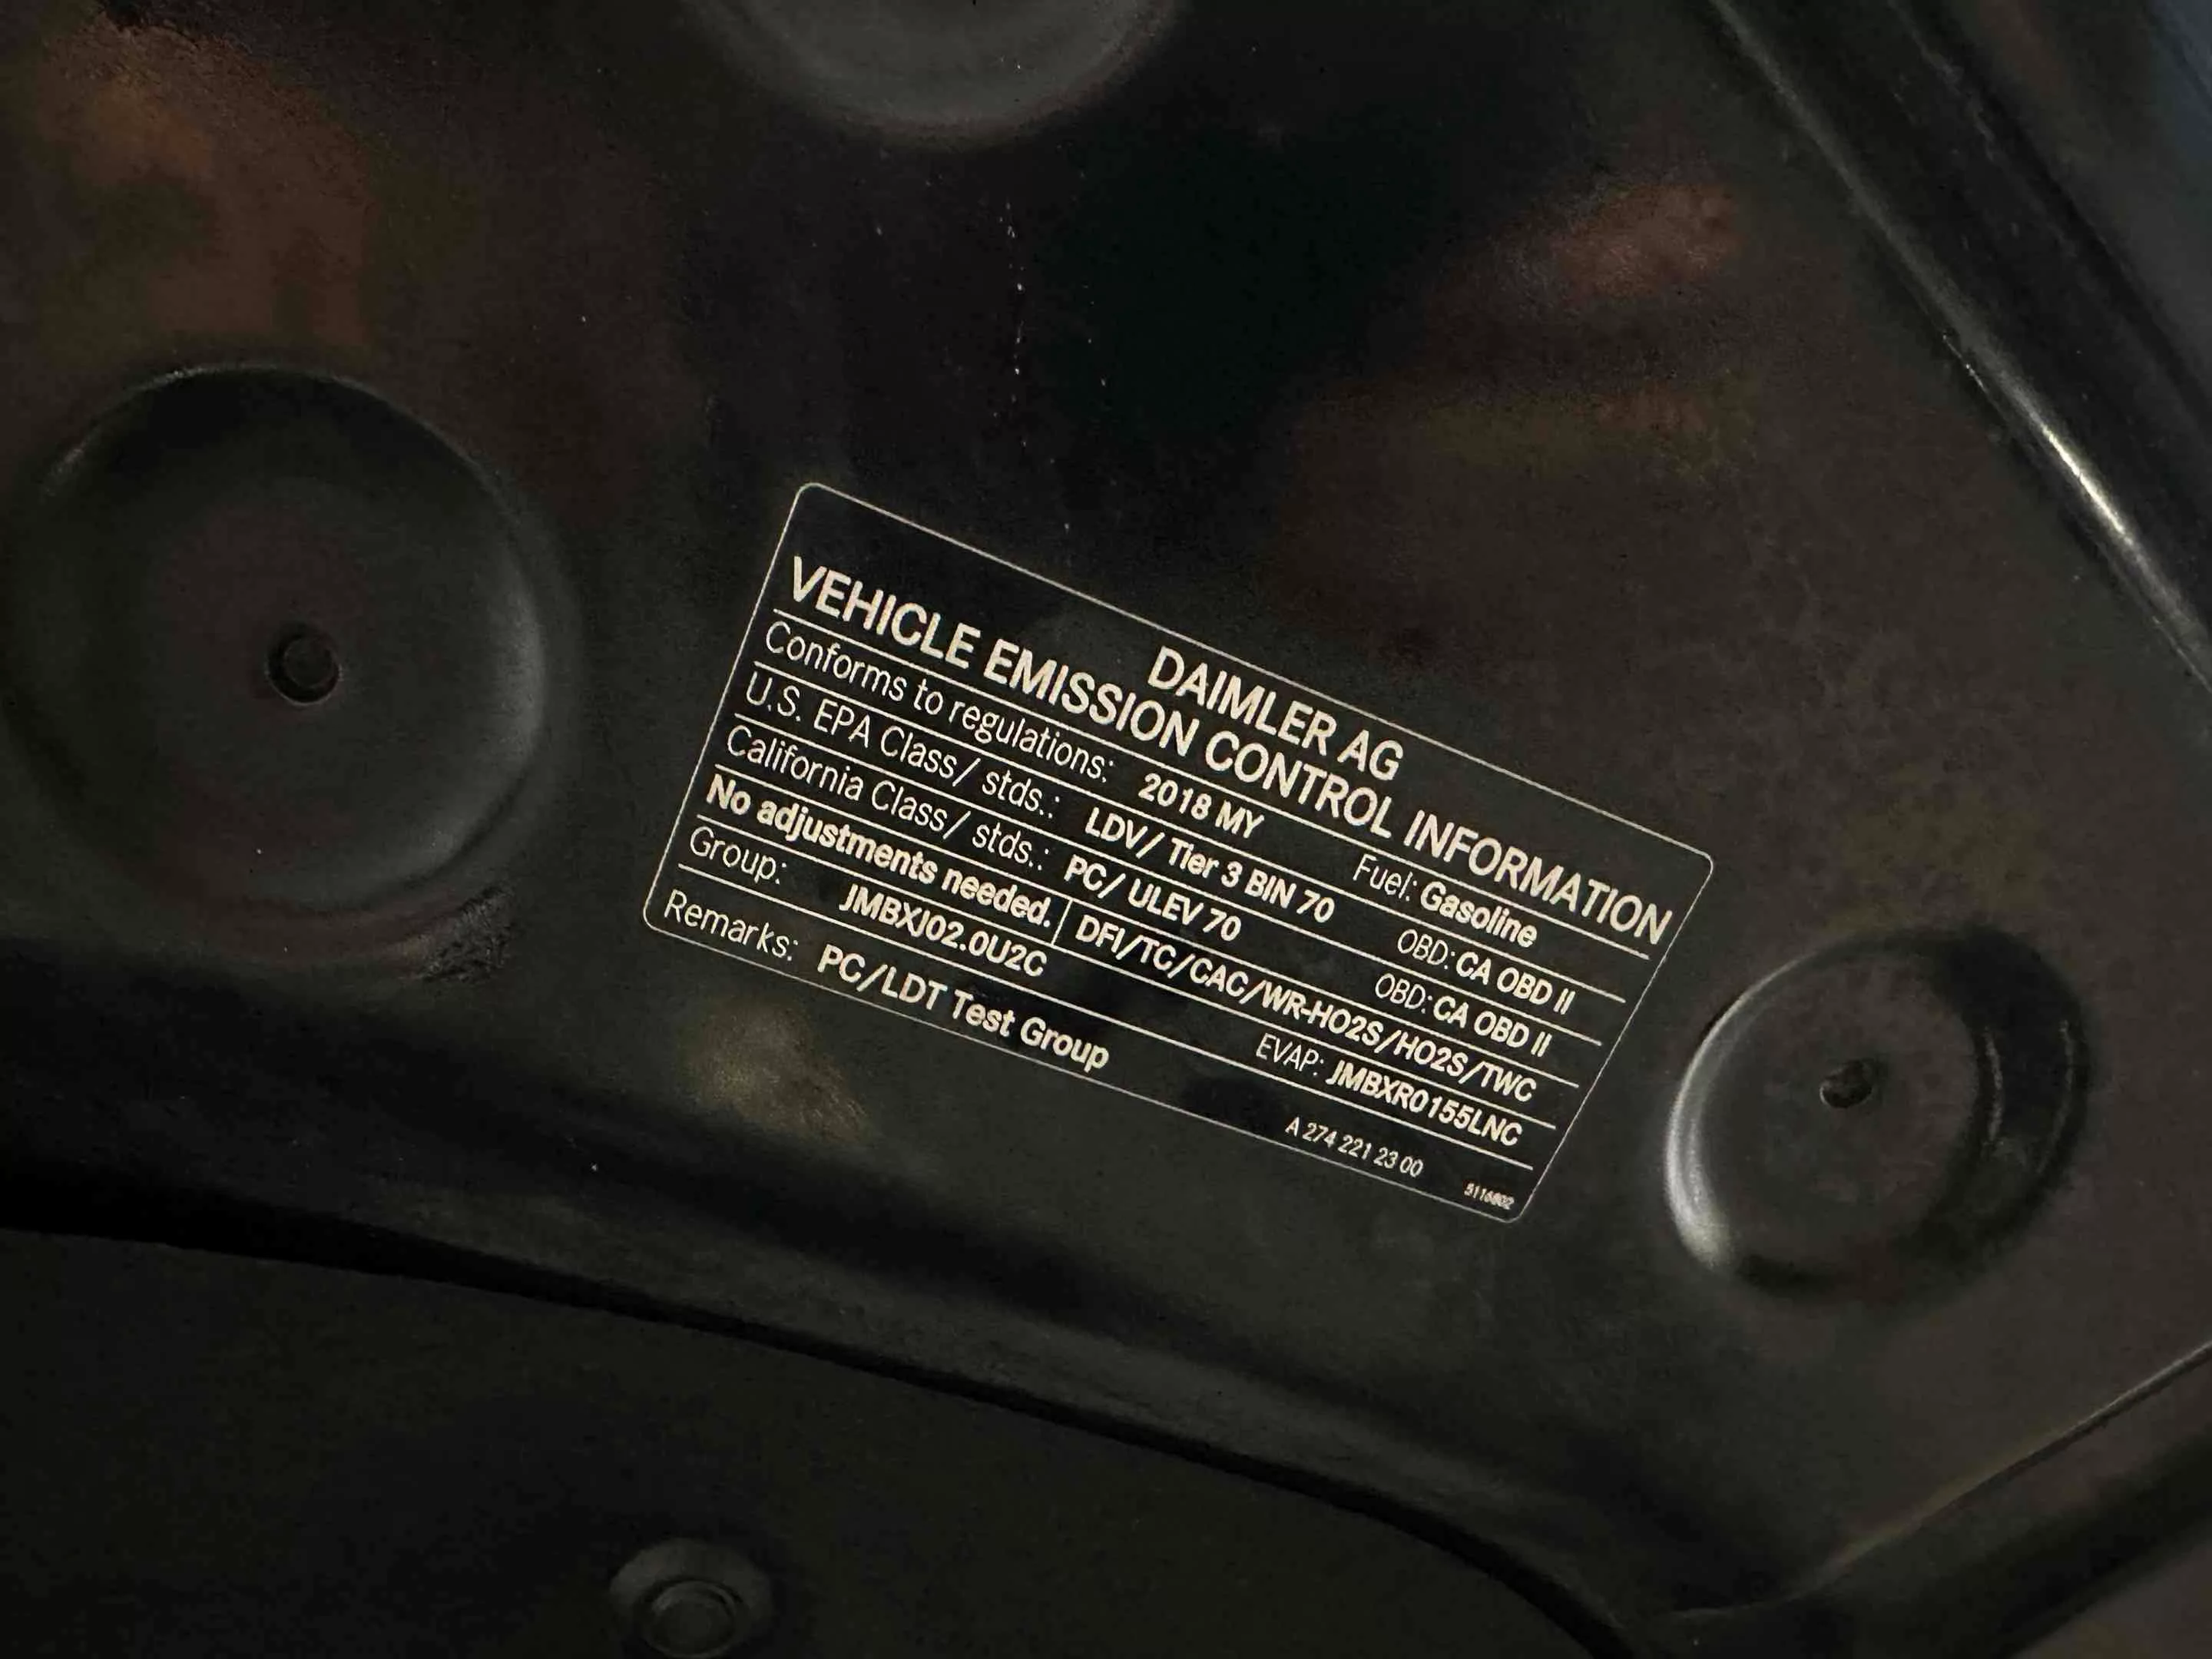 DAIMLER AG
VEHICLE EMISSION CONTROL INFORMATION
Conforms to regulations: 2018 MY Fuel: Gasoline
U.S. EPA Class/ stds.: LDV/ Tier 3 BIN 70 OBD: CA OBD II
California Class/ stds.: PC/ ULEV 70 OBD: CA OBD II
No adjustments needed. DFI/TC/CAC/WR-HO2S/HO2S/TWC
Group: JMBXJ02.0U2C EVAP: JMBXR0155LNC
Remarks: PC/LDT Test Group
A 274 221 23 00
5116802